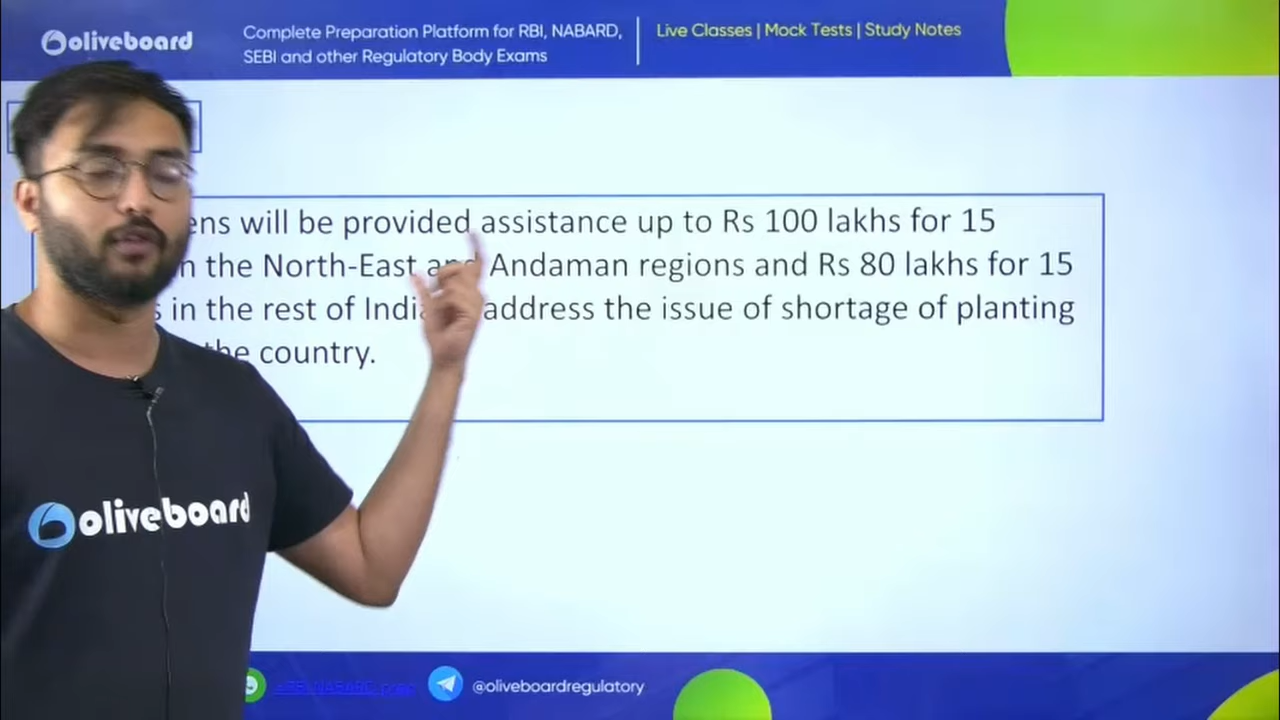 oliveboard
Complete Preparation Platform for RBI, NABARD,
SEBI and other Regulatory Body Exams
Live Classes | Mock Tests | Study Notes
will be provided assistance up to Rs 100 lakhs for 15
the North-East and Andaman regions and Rs 80 lakhs for 15
in the rest of India address the issue of shortage of planting
the country.
oliveboard
@oliveboardregulatory